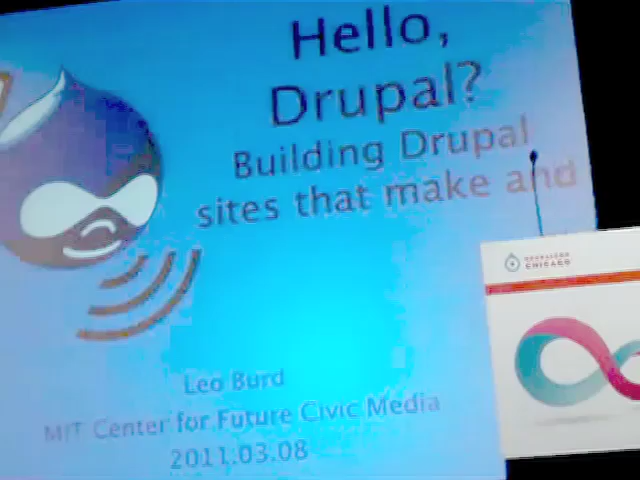 Hello,
Drupal?
Building Drupal
sites that make and
Leo Burd
MIT Center for Future Civic Media
2011.03.08
CHICAGO